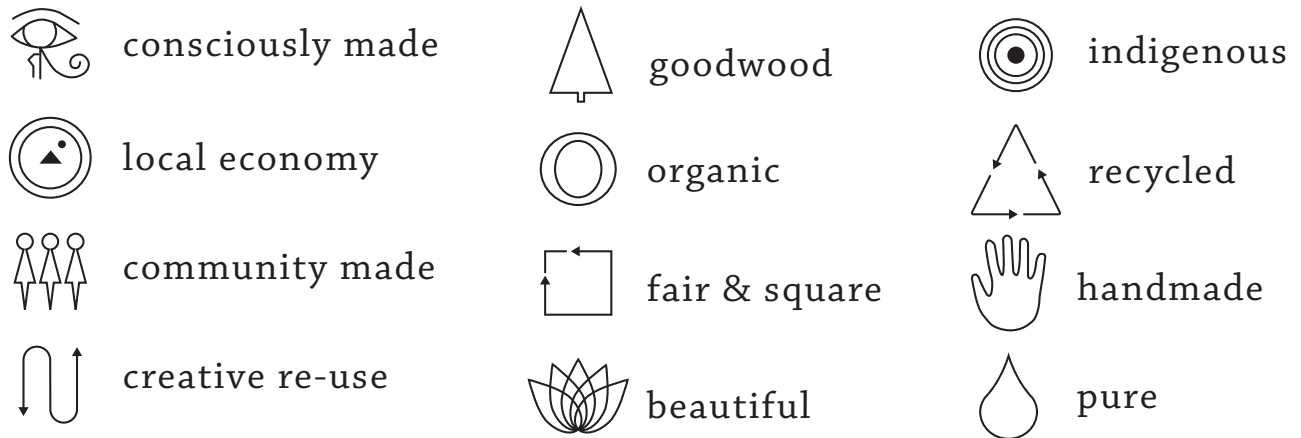 consciously made
local economy
community made
creative re-use
goodwood
organic
fair & square
beautiful
indigenous
recycled
handmade
pure